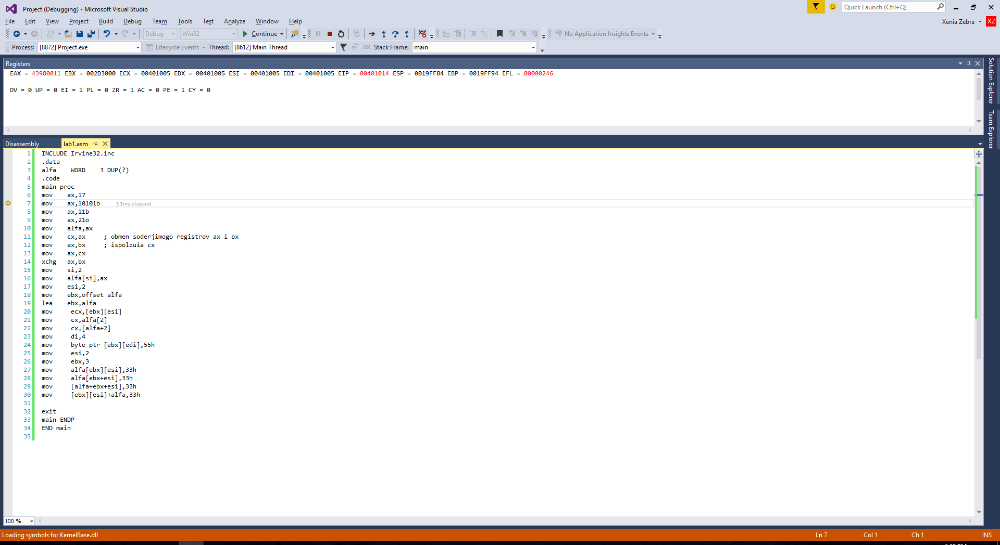 Project (Debugging) - Microsoft Visual Studio
Quick Launch (Ctrl+Q)
File Edit View Project Build Debug Team Tools Test Analyze Window Help
Xenia Zebra XZ
Debug Win32 Continue No Application Insights Events
Process: [8872] Project.exe Lifecycle Events Thread: [8612] Main Thread Stack Frame: main
Registers
EAX = 43980011 EBX = 002D3000 ECX = 00401005 EDX = 00401005 ESI = 00401005 EDI = 00401005 EIP = 00401014 ESP = 0019FF84 EBP = 0019FF94 EFL = 00000246
OV = 0 UP = 0 EI = 1 PL = 0 ZR = 1 AC = 0 PE = 1 CY = 0
Solution Explorer
Team Explorer
Disassembly lab1.asm
1 INCLUDE Irvine32.inc
2 .data
3 alfa    WORD    3 DUP(?)
4 .code
5 main proc
6 mov    ax,17
7 mov    ax,10101b ≤1ms elapsed
8 mov    ax,11b
9 mov    ax,21o
10 mov    alfa,ax
11 mov    cx,ax     ; obmen soderjimogo registrov ax i bx
12 mov    ax,bx     ; ispolzuia cx
13 mov    ax,cx
14 xchg   ax,bx
15 mov    si,2
16 mov    alfa[si],ax
17 mov    esi,2
18 mov    ebx,offset alfa
19 lea    ebx,alfa
20 mov     ecx,[ebx][esi]
21 mov     cx,alfa[2]
22 mov     cx,[alfa+2]
23 mov     di,4
24 mov     byte ptr [ebx][edi],55h
25 mov     esi,2
26 mov     ebx,3
27 mov     alfa[ebx][esi],33h
28 mov     alfa[ebx+esi],33h
29 mov     [alfa+ebx+esi],33h
30 mov     [ebx][esi]+alfa,33h
31
32 exit
33 main ENDP
34 END main
35
100 %
Loading symbols for KernelBase.dll Ln 7 Col 1 Ch 1 INS